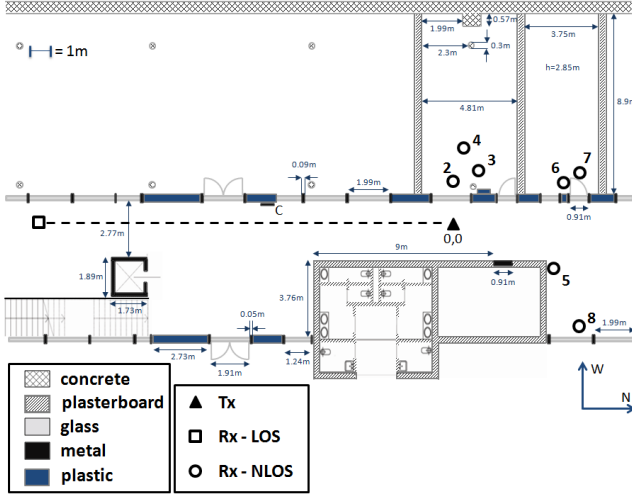 1.99m
0.57m
= 1m
2.3m
0.3m
3.75m
h=2.85m
8.9m
4.81m
4
0.09m
1.99m
2
3
6
7
C
0.91m
2.77m
0,0
9m
1.89m
3.76m
0.91m
5
1.73m
0.05m
8
1.99m
2.73m
1.91m
1.24m
concrete
plasterboard
glass
metal
plastic
Tx
Rx - LOS
Rx - NLOS
W
N